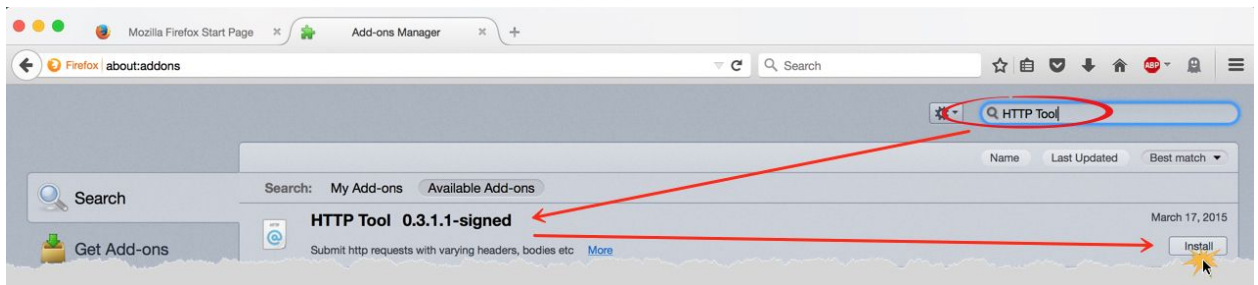 Mozilla Firefox Start Page
Add-ons Manager
Firefox about:addons
Search
ABP
HTTP Tool
Name Last Updated Best match
Search
Search: My Add-ons Available Add-ons
HTTP Tool 0.3.1.1-signed
March 17, 2015
Get Add-ons
Submit http requests with varying headers, bodies etc More
Install